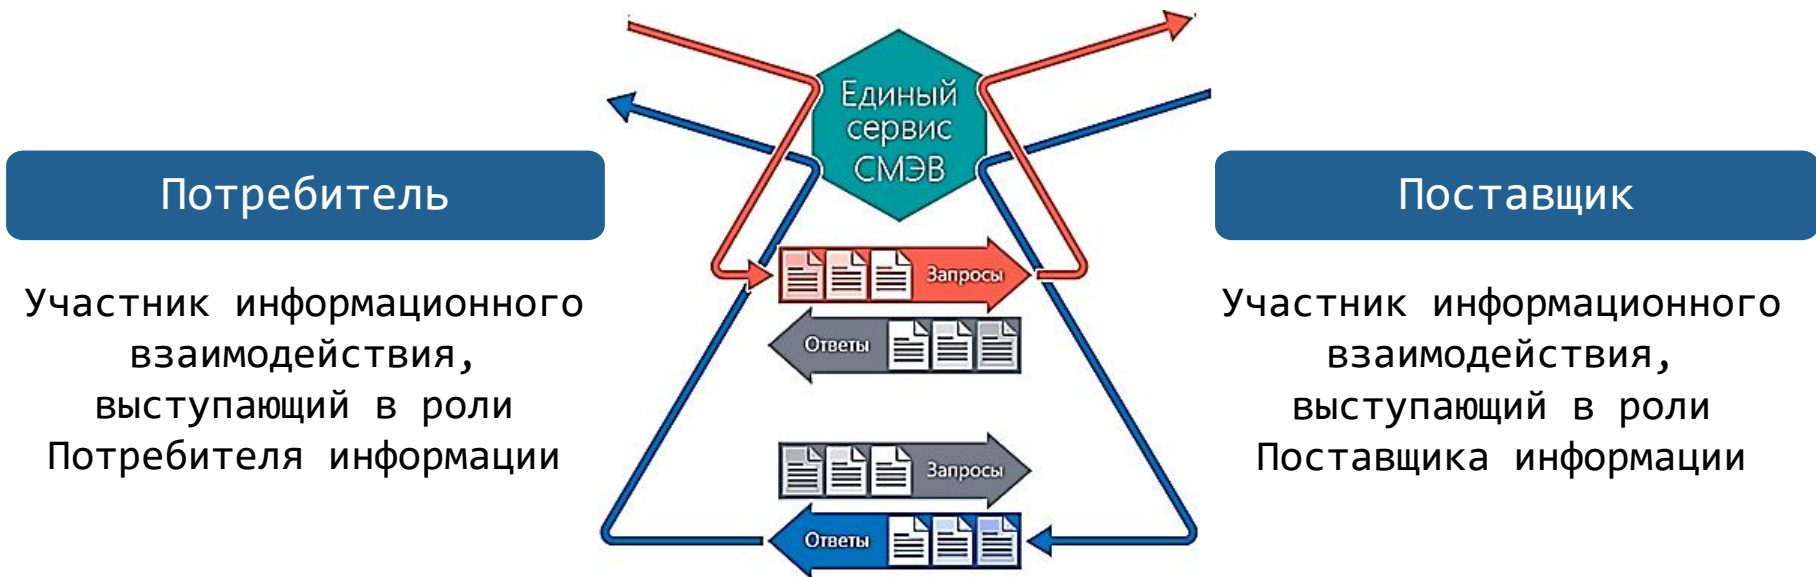 Единый
сервис
СМЭВ
Потребитель
Участник информационного
взаимодействия,
выступающий в роли
Потребителя информации
Запросы
Ответы
Запросы
Ответы
Поставщик
Участник информационного
взаимодействия,
выступающий в роли
Поставщика информации